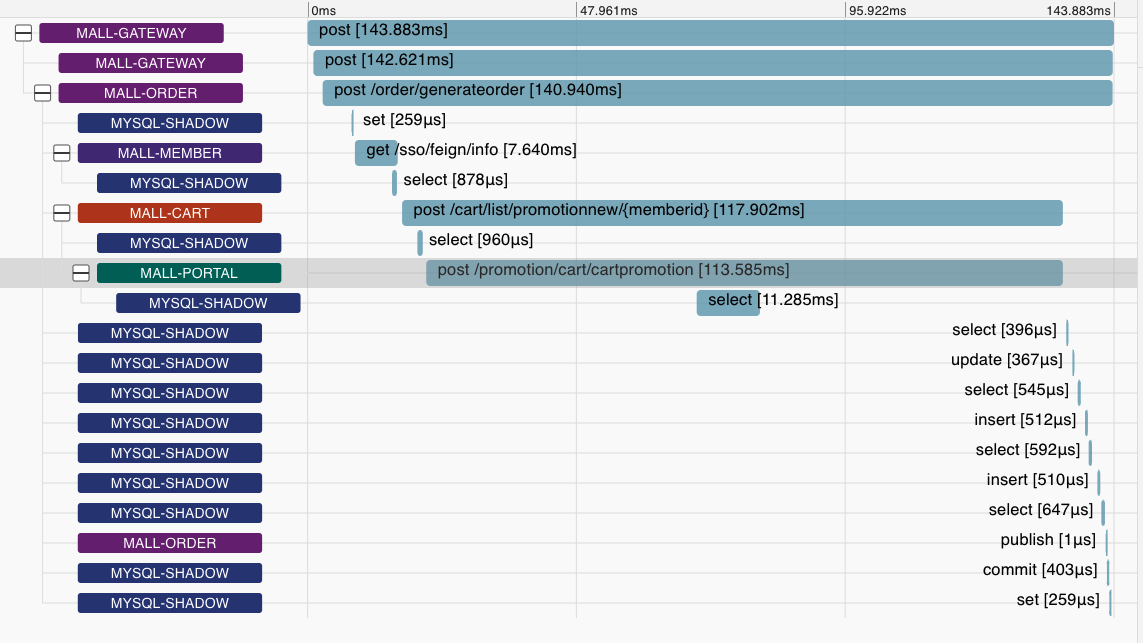 0ms 47.961ms 95.922ms 143.883ms
MALL-GATEWAY post [143.883ms]
MALL-GATEWAY post [142.621ms]
MALL-ORDER post /order/generateorder [140.940ms]
MYSQL-SHADOW set [259µs]
MALL-MEMBER get /sso/feign/info [7.640ms]
MYSQL-SHADOW select [878µs]
MALL-CART post /cart/list/promotionnew/{memberid} [117.902ms]
MYSQL-SHADOW select [960µs]
MALL-PORTAL post /promotion/cart/cartpromotion [113.585ms]
MYSQL-SHADOW select [11.285ms]
MYSQL-SHADOW select [396µs]
MYSQL-SHADOW update [367µs]
MYSQL-SHADOW select [545µs]
MYSQL-SHADOW insert [512µs]
MYSQL-SHADOW select [592µs]
MYSQL-SHADOW insert [510µs]
MYSQL-SHADOW select [647µs]
MALL-ORDER publish [1µs]
MYSQL-SHADOW commit [403µs]
MYSQL-SHADOW set [259µs]